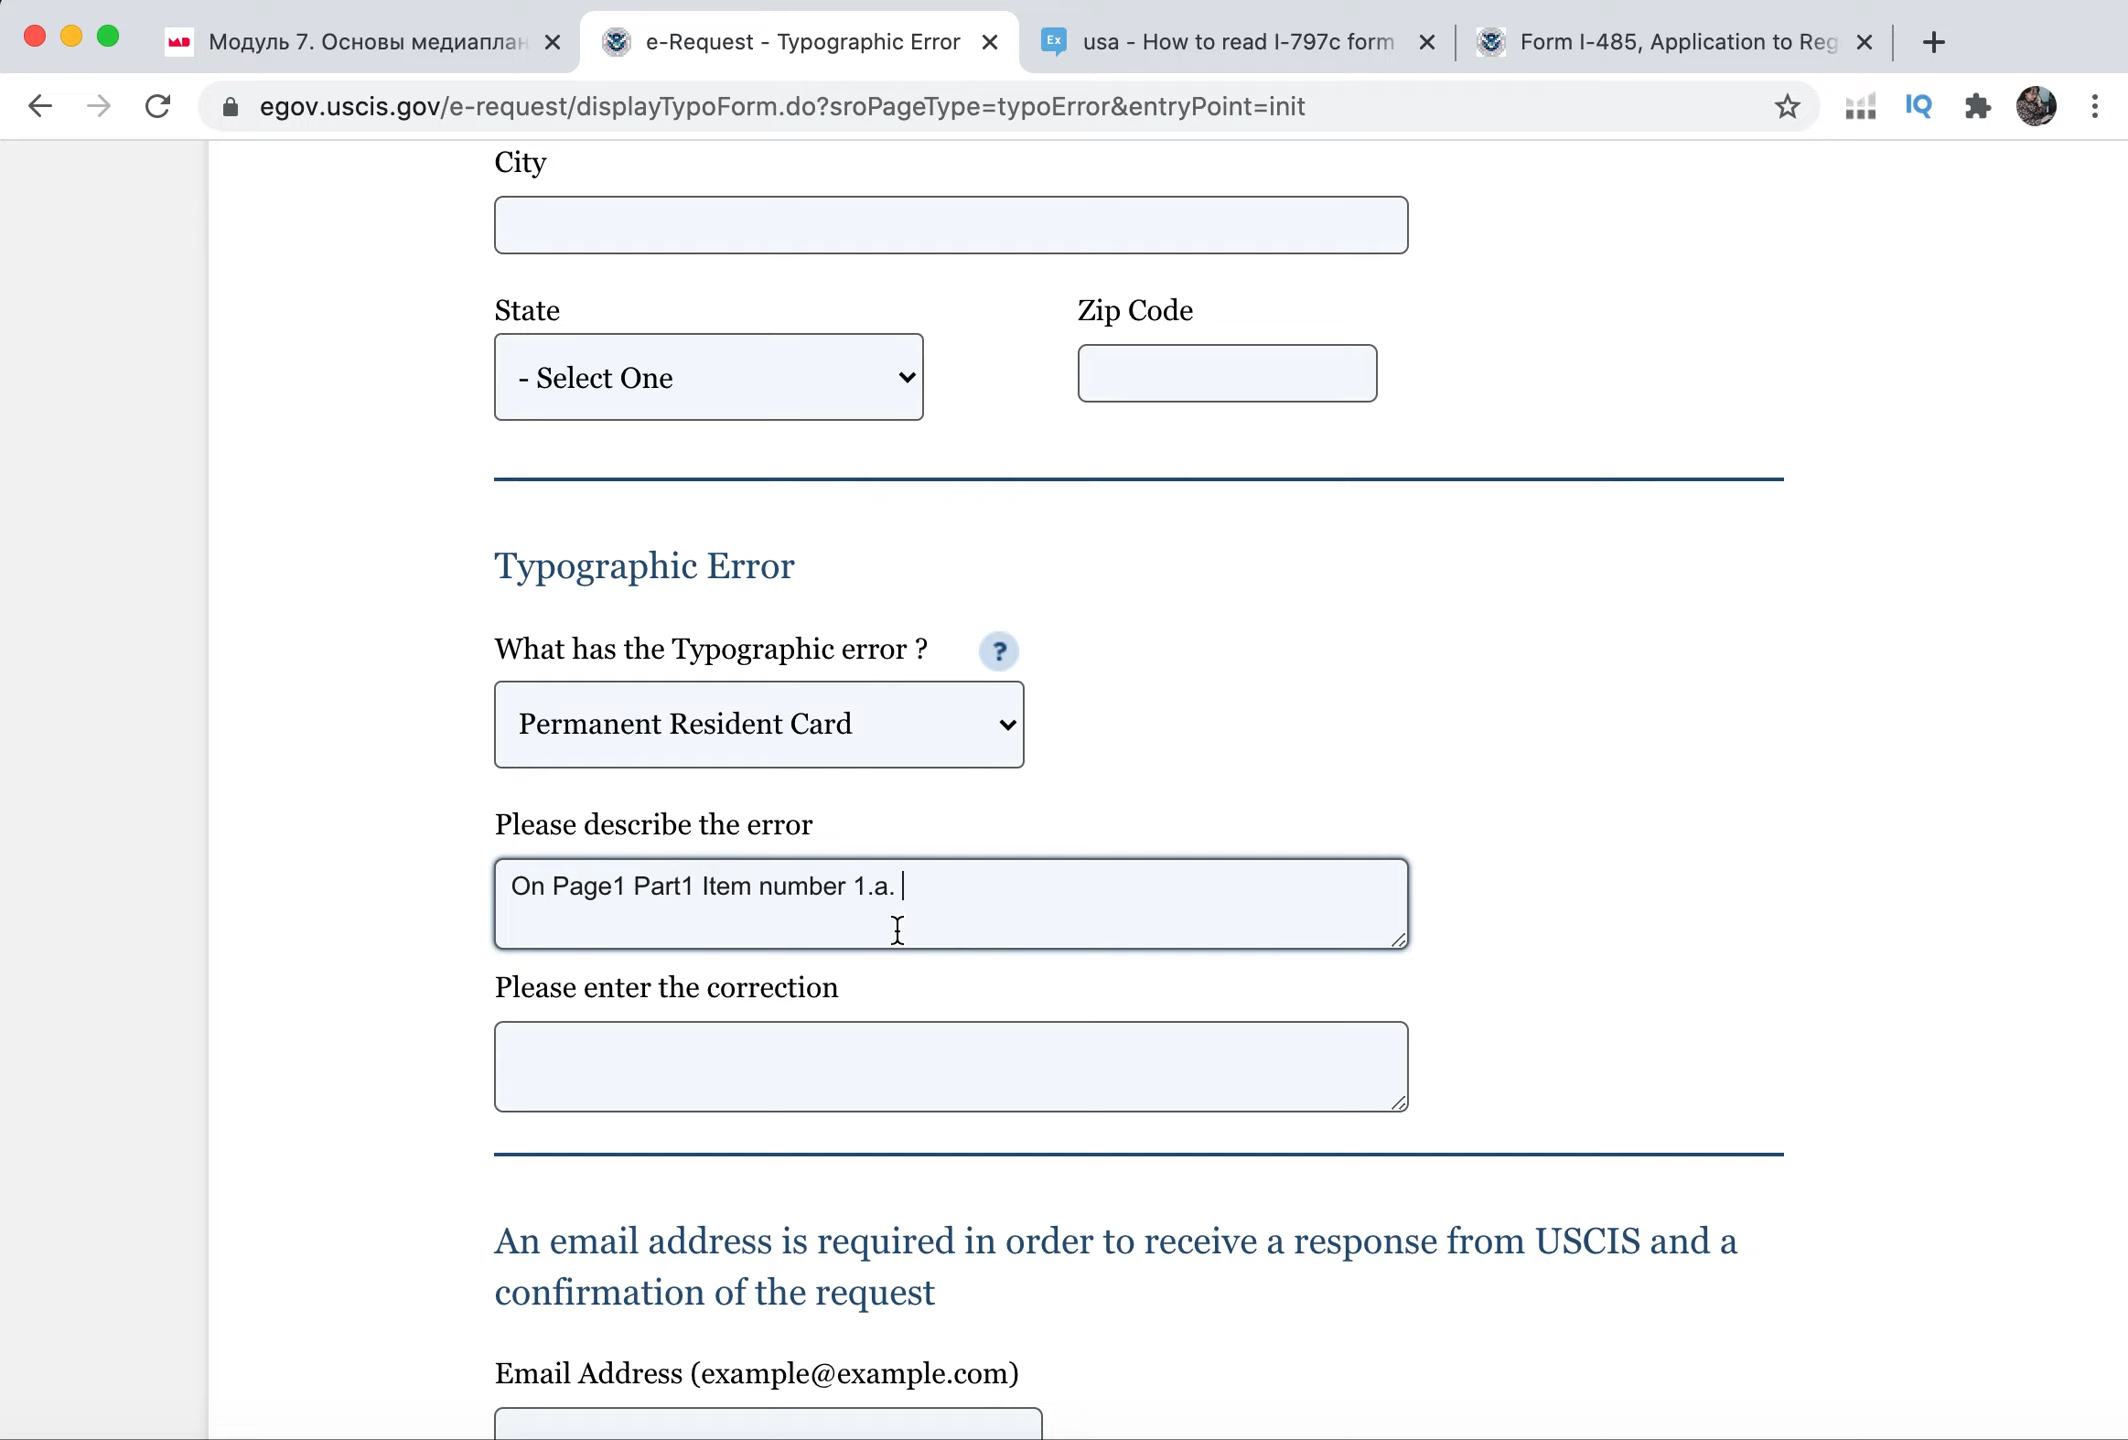 Модуль 7. Основы медиаплан
e-Request - Typographic Error
Ex
usa - How to read I-797c form
Form I-485, Application to Reg
egov.uscis.gov/e-request/displayTypoForm.do?sroPageType=typoError&entryPoint=init
IQ
City
State
Zip Code
- Select One
Typographic Error
What has the Typographic error ?
?
Permanent Resident Card
Please describe the error
On Page1 Part1 Item number 1.a.
Please enter the correction
An email address is required in order to receive a response from USCIS and a
confirmation of the request
Email Address (example@example.com)